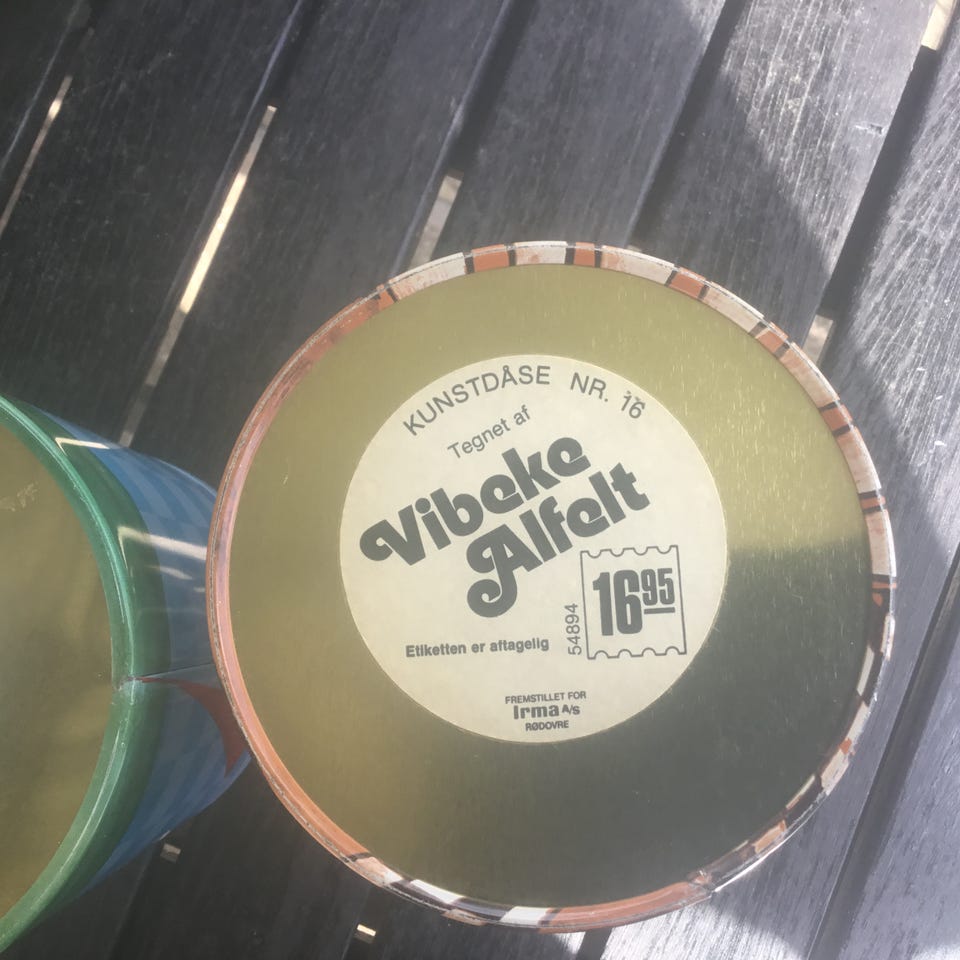 KUNSTDÅSE NR. 16
Tegnet af
Vibeke
Alfelt
16 95
54894
Etiketten er aftagelig
FREMSTILLET FOR
Irma A/S
RØDOVRE